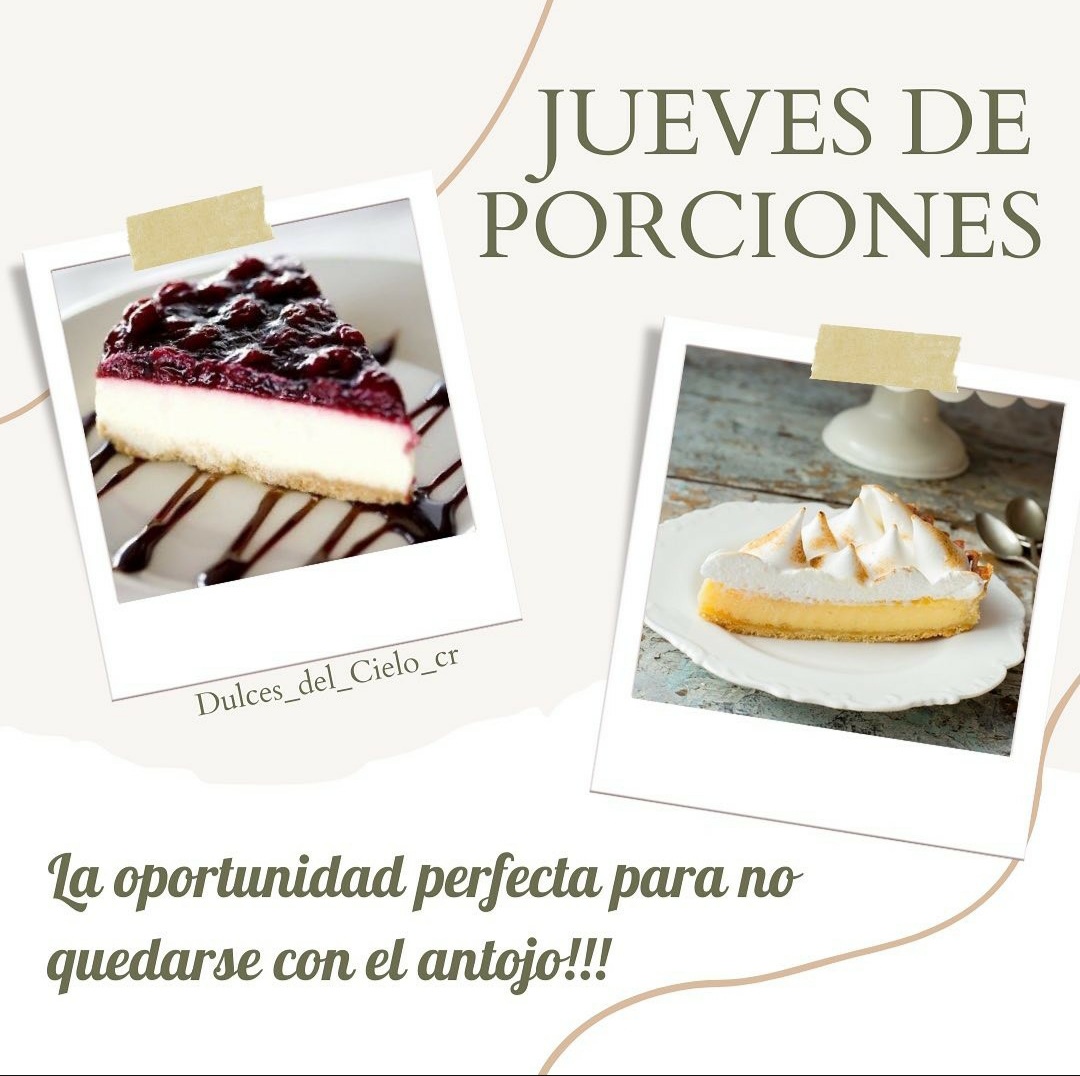 JUEVES DE
PORCIONES
Dulces_del_Cielo_cr
La oportunidad perfecta para no
quedarse con el antojo!!!